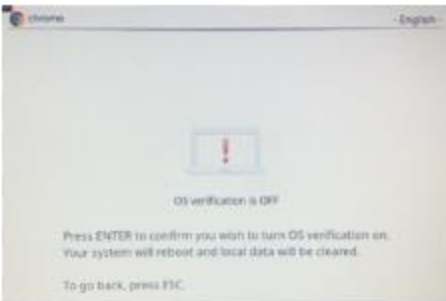 chrome
English
OS verification is OFF
Press ENTER to confirm you wish to turn OS verification on.
Your system will reboot and local data will be cleared.
To go back, press ESC.